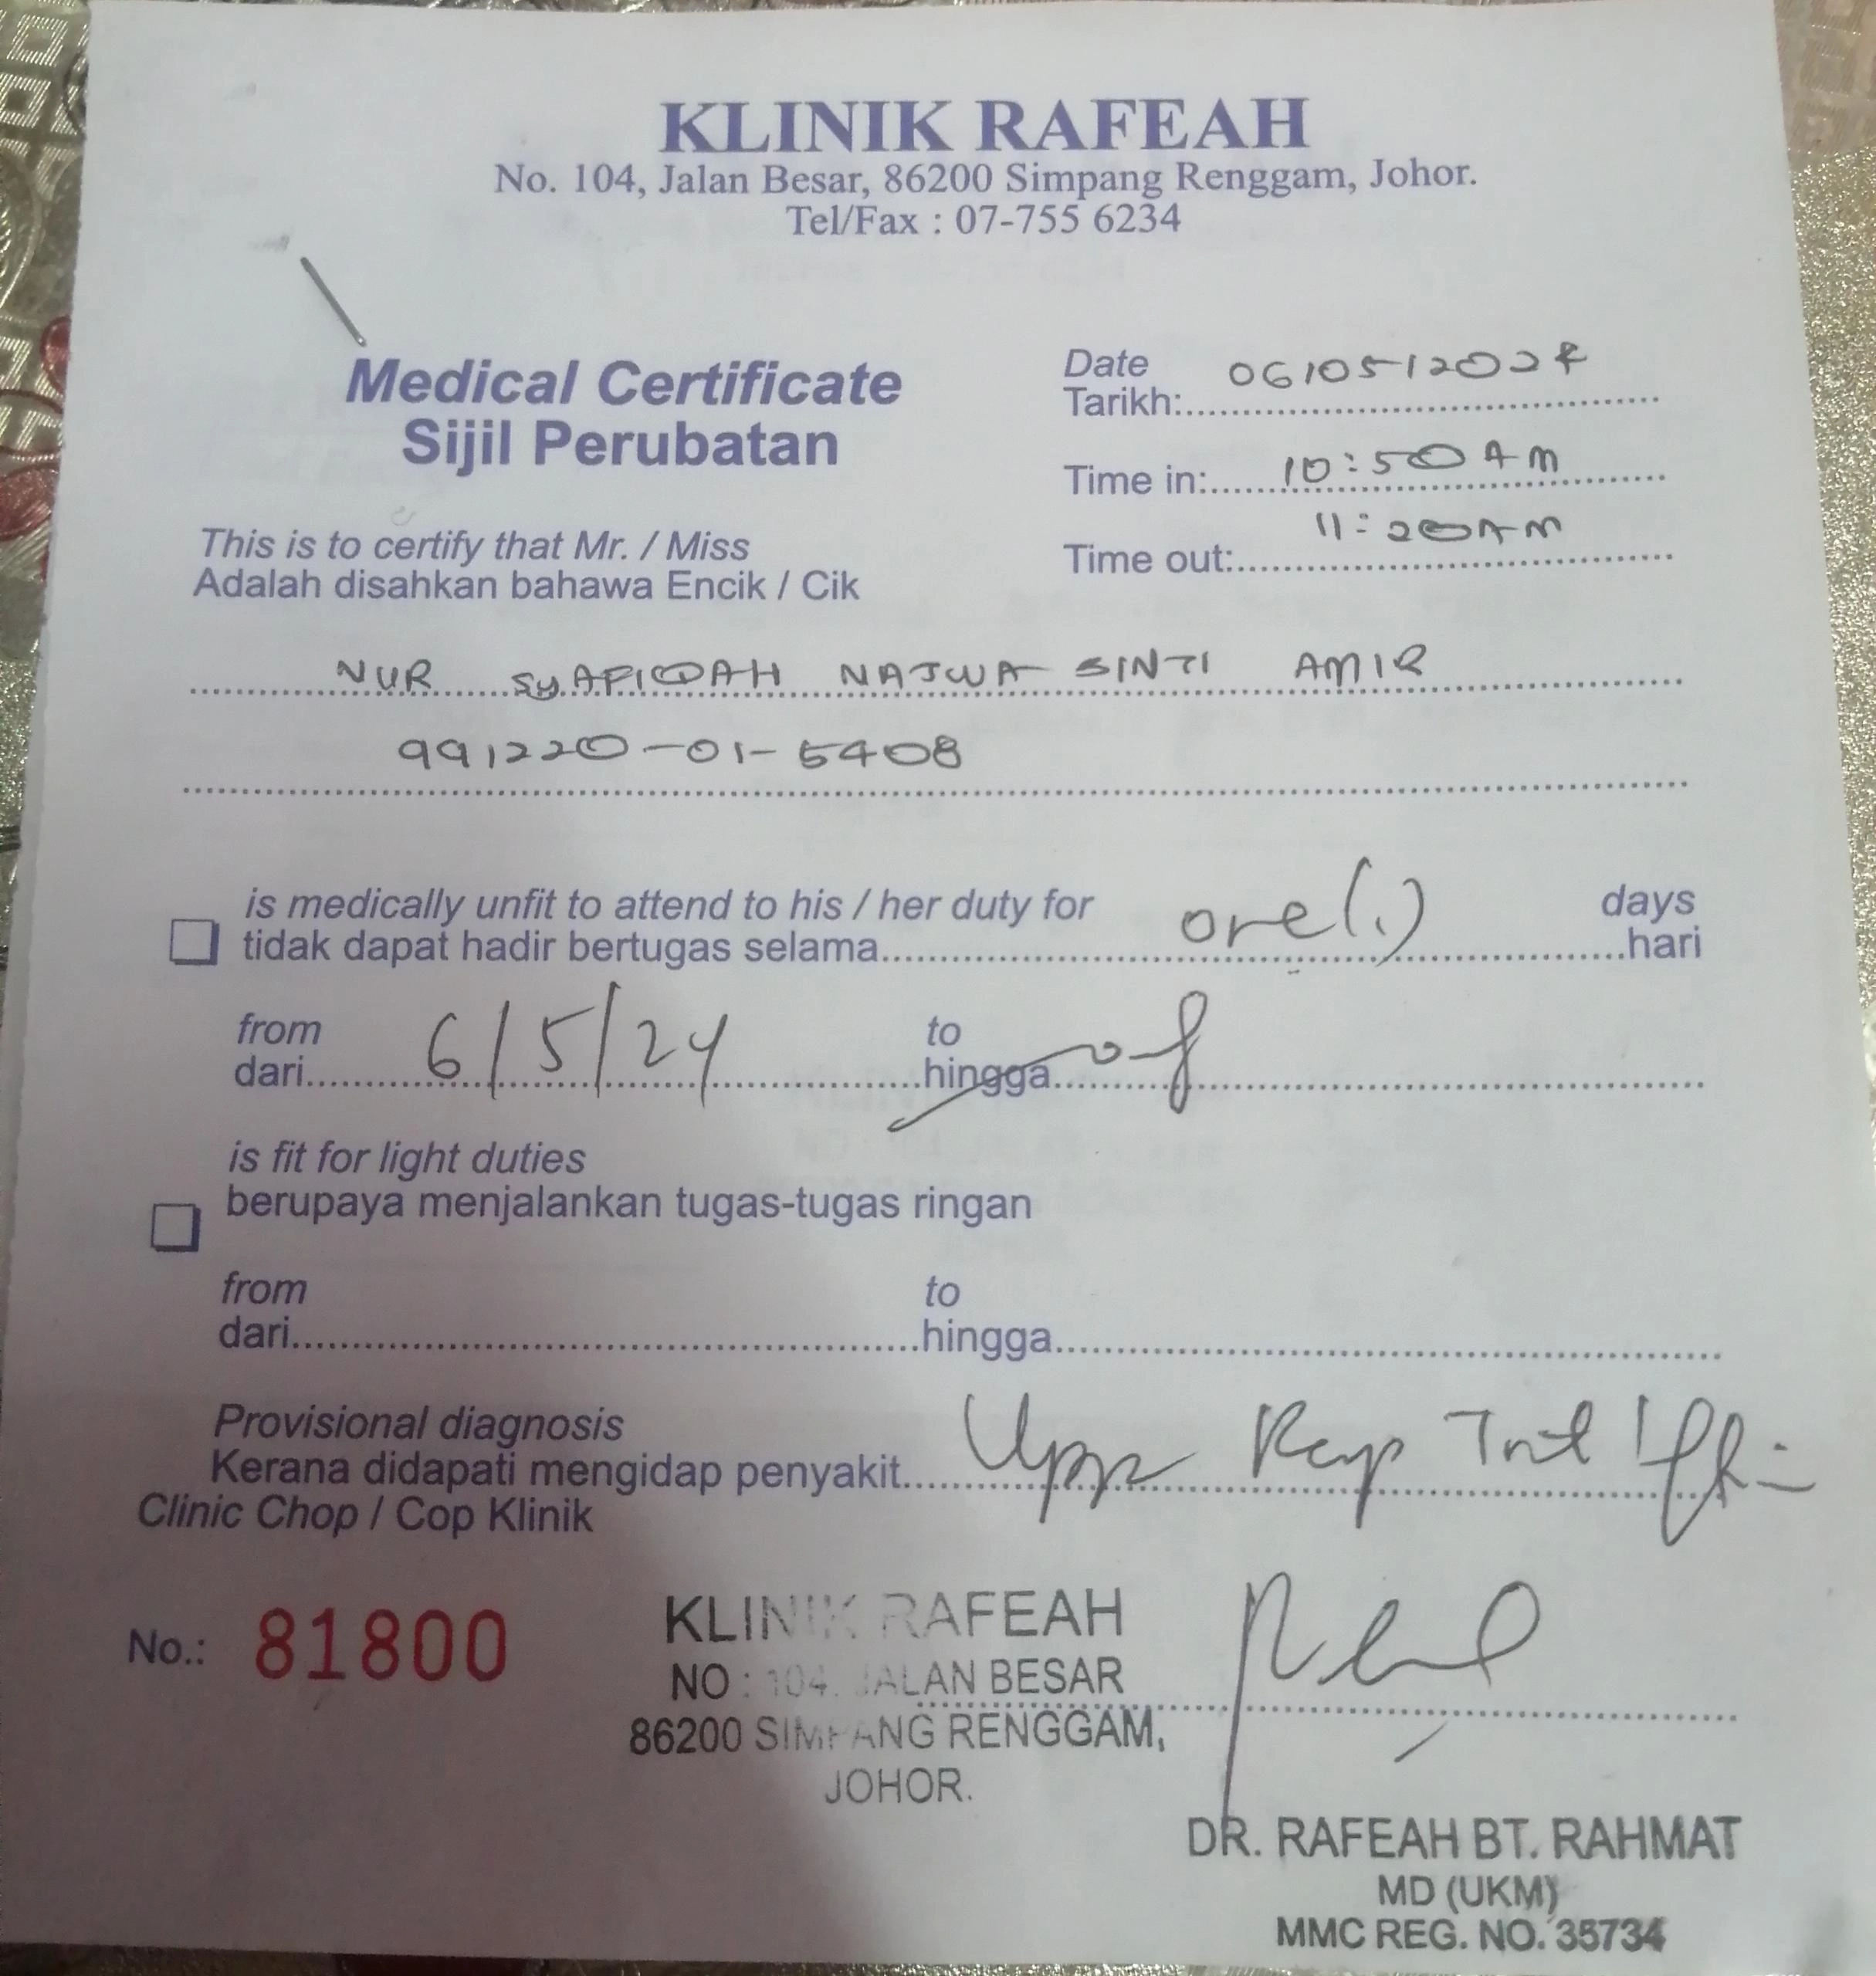 KLINIK RAFEAH
No. 104, Jalan Besar, 86200 Simpang Renggam, Johor.
Tel/Fax : 07-755 6234
Medical Certificate
Sijil Perubatan
Date
Tarikh: 06/05/2024
Time in: 10:50 AM
Time out: 11:20 AM
This is to certify that Mr. / Miss
Adalah disahkan bahawa Encik / Cik
NUR SYAFIQAH NAJWA BINTI AMIR
991220-01-5408
is medically unfit to attend to his / her duty for one(1) days
tidak dapat hadir bertugas selama hari
from 6/5/24 to
dari hingga
is fit for light duties
berupaya menjalankan tugas-tugas ringan
from to
dari hingga
Provisional diagnosis
Kerana didapati mengidap penyakit Upper Resp
Clinic Chop / Cop Klinik
No.: 81800
KLINIK RAFEAH
NO : 104, JALAN BESAR
86200 SIMPANG RENGGAM,
JOHOR.
DR. RAFEAH BT. RAHMAT
MD (UKM)
MMC REG. NO. 35734